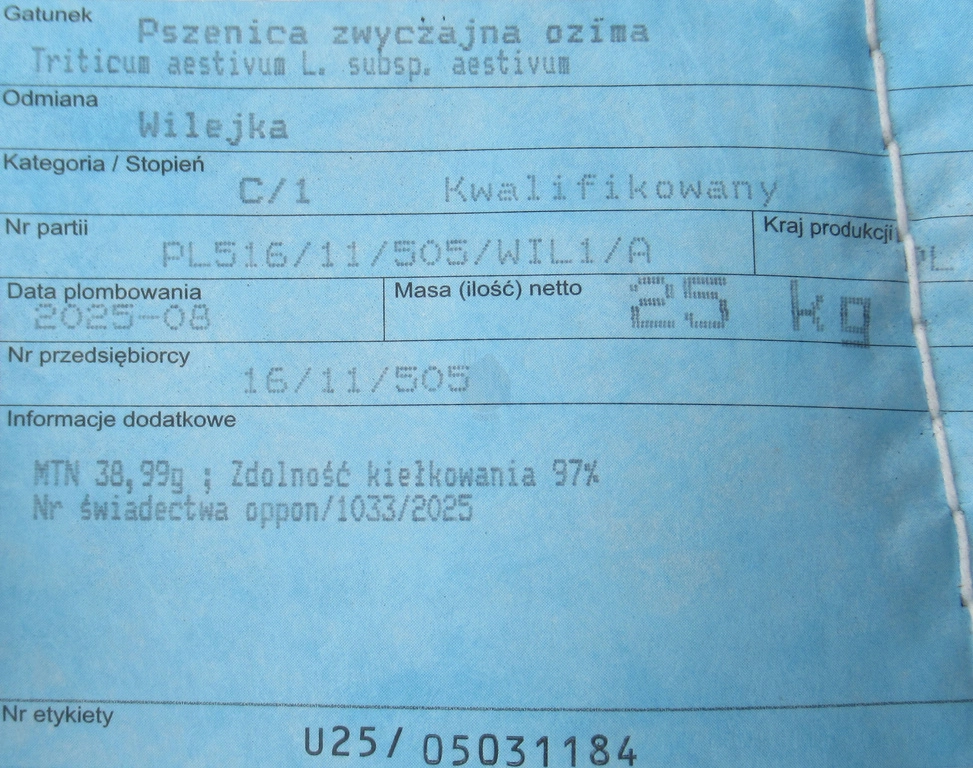 Gatunek
Pszenica zwyczajna ozima
Triticum aestivum L. subsp. aestivum
Odmiana
Wilejka
Kategoria / Stopień
C/1 Kwalifikowany
Nr partii
PL516/11/505/WIL1/A
Kraj produkcji
PL
Data plombowania
2025-08
Masa (ilość) netto
25 kg
Nr przedsiębiorcy
16/11/505
Informacje dodatkowe
MTN 38,99g ; Zdolność kiełkowania 97%
Nr świadectwa oppon/1033/2025
Nr etykiety
U25/ 05031184